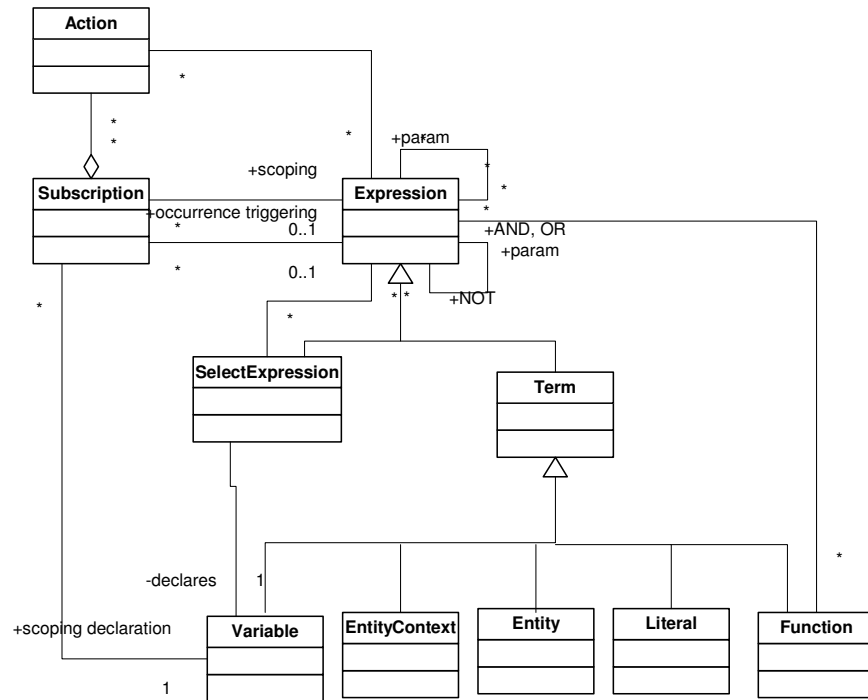 Action
*
*
*
*
+param
*
*
*
+scoping
Subscription
Expression
+occurrence triggering
*
0..1
+AND, OR
+param
*
0..1
+NOT
* *
*
*
SelectExpression
Term
*
-declares
1
+scoping declaration
Variable
EntityContext
Entity
Literal
Function
1